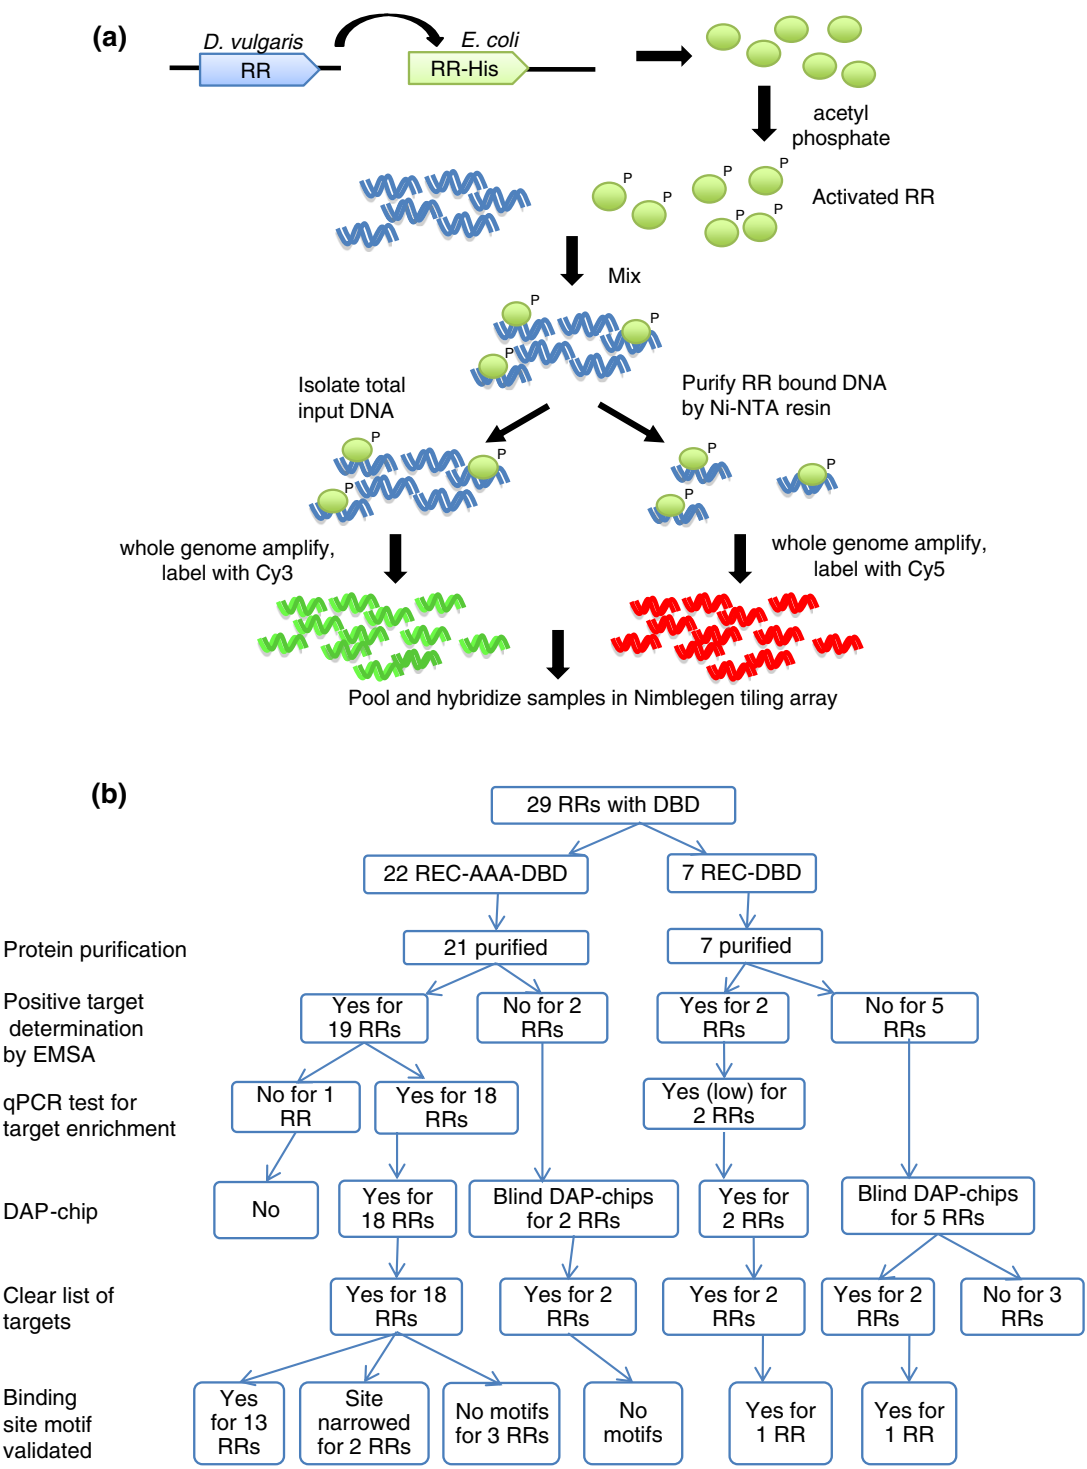 (a)
D. vulgaris
E. coli
RR
RR-His
acetyl
phosphate
P
P
P
P
P
P
Activated RR
Mix
P
P
P
Isolate total
input DNA
Purify RR bound DNA
by Ni-NTA resin
P
P
P
P
P
P
whole genome amplify,
label with Cy3
whole genome amplify,
label with Cy5
Pool and hybridize samples in Nimblegen tiling array
(b)
29 RRs with DBD
22 REC-AAA-DBD
7 REC-DBD
Protein purification
21 purified
7 purified
Positive target
determination
by EMSA
Yes for
19 RRs
No for 2
RRs
Yes for 2
RRs
No for 5
RRs
qPCR test for
target enrichment
No for 1
RR
Yes for 18
RRs
Yes (low) for
2 RRs
DAP-chip
No
Yes for
18 RRs
Blind DAP-chips
for 2 RRs
Yes for
2 RRs
Blind DAP-chips
for 5 RRs
Clear list of
targets
Yes for 18
RRs
Yes for 2
RRs
Yes for 2
RRs
Yes for 2
RRs
No for 3
RRs
Binding
site motif
validated
Yes
for 13
RRs
Site
narrowed
for 2 RRs
No motifs
for 3 RRs
No
motifs
Yes for
1 RR
Yes for
1 RR